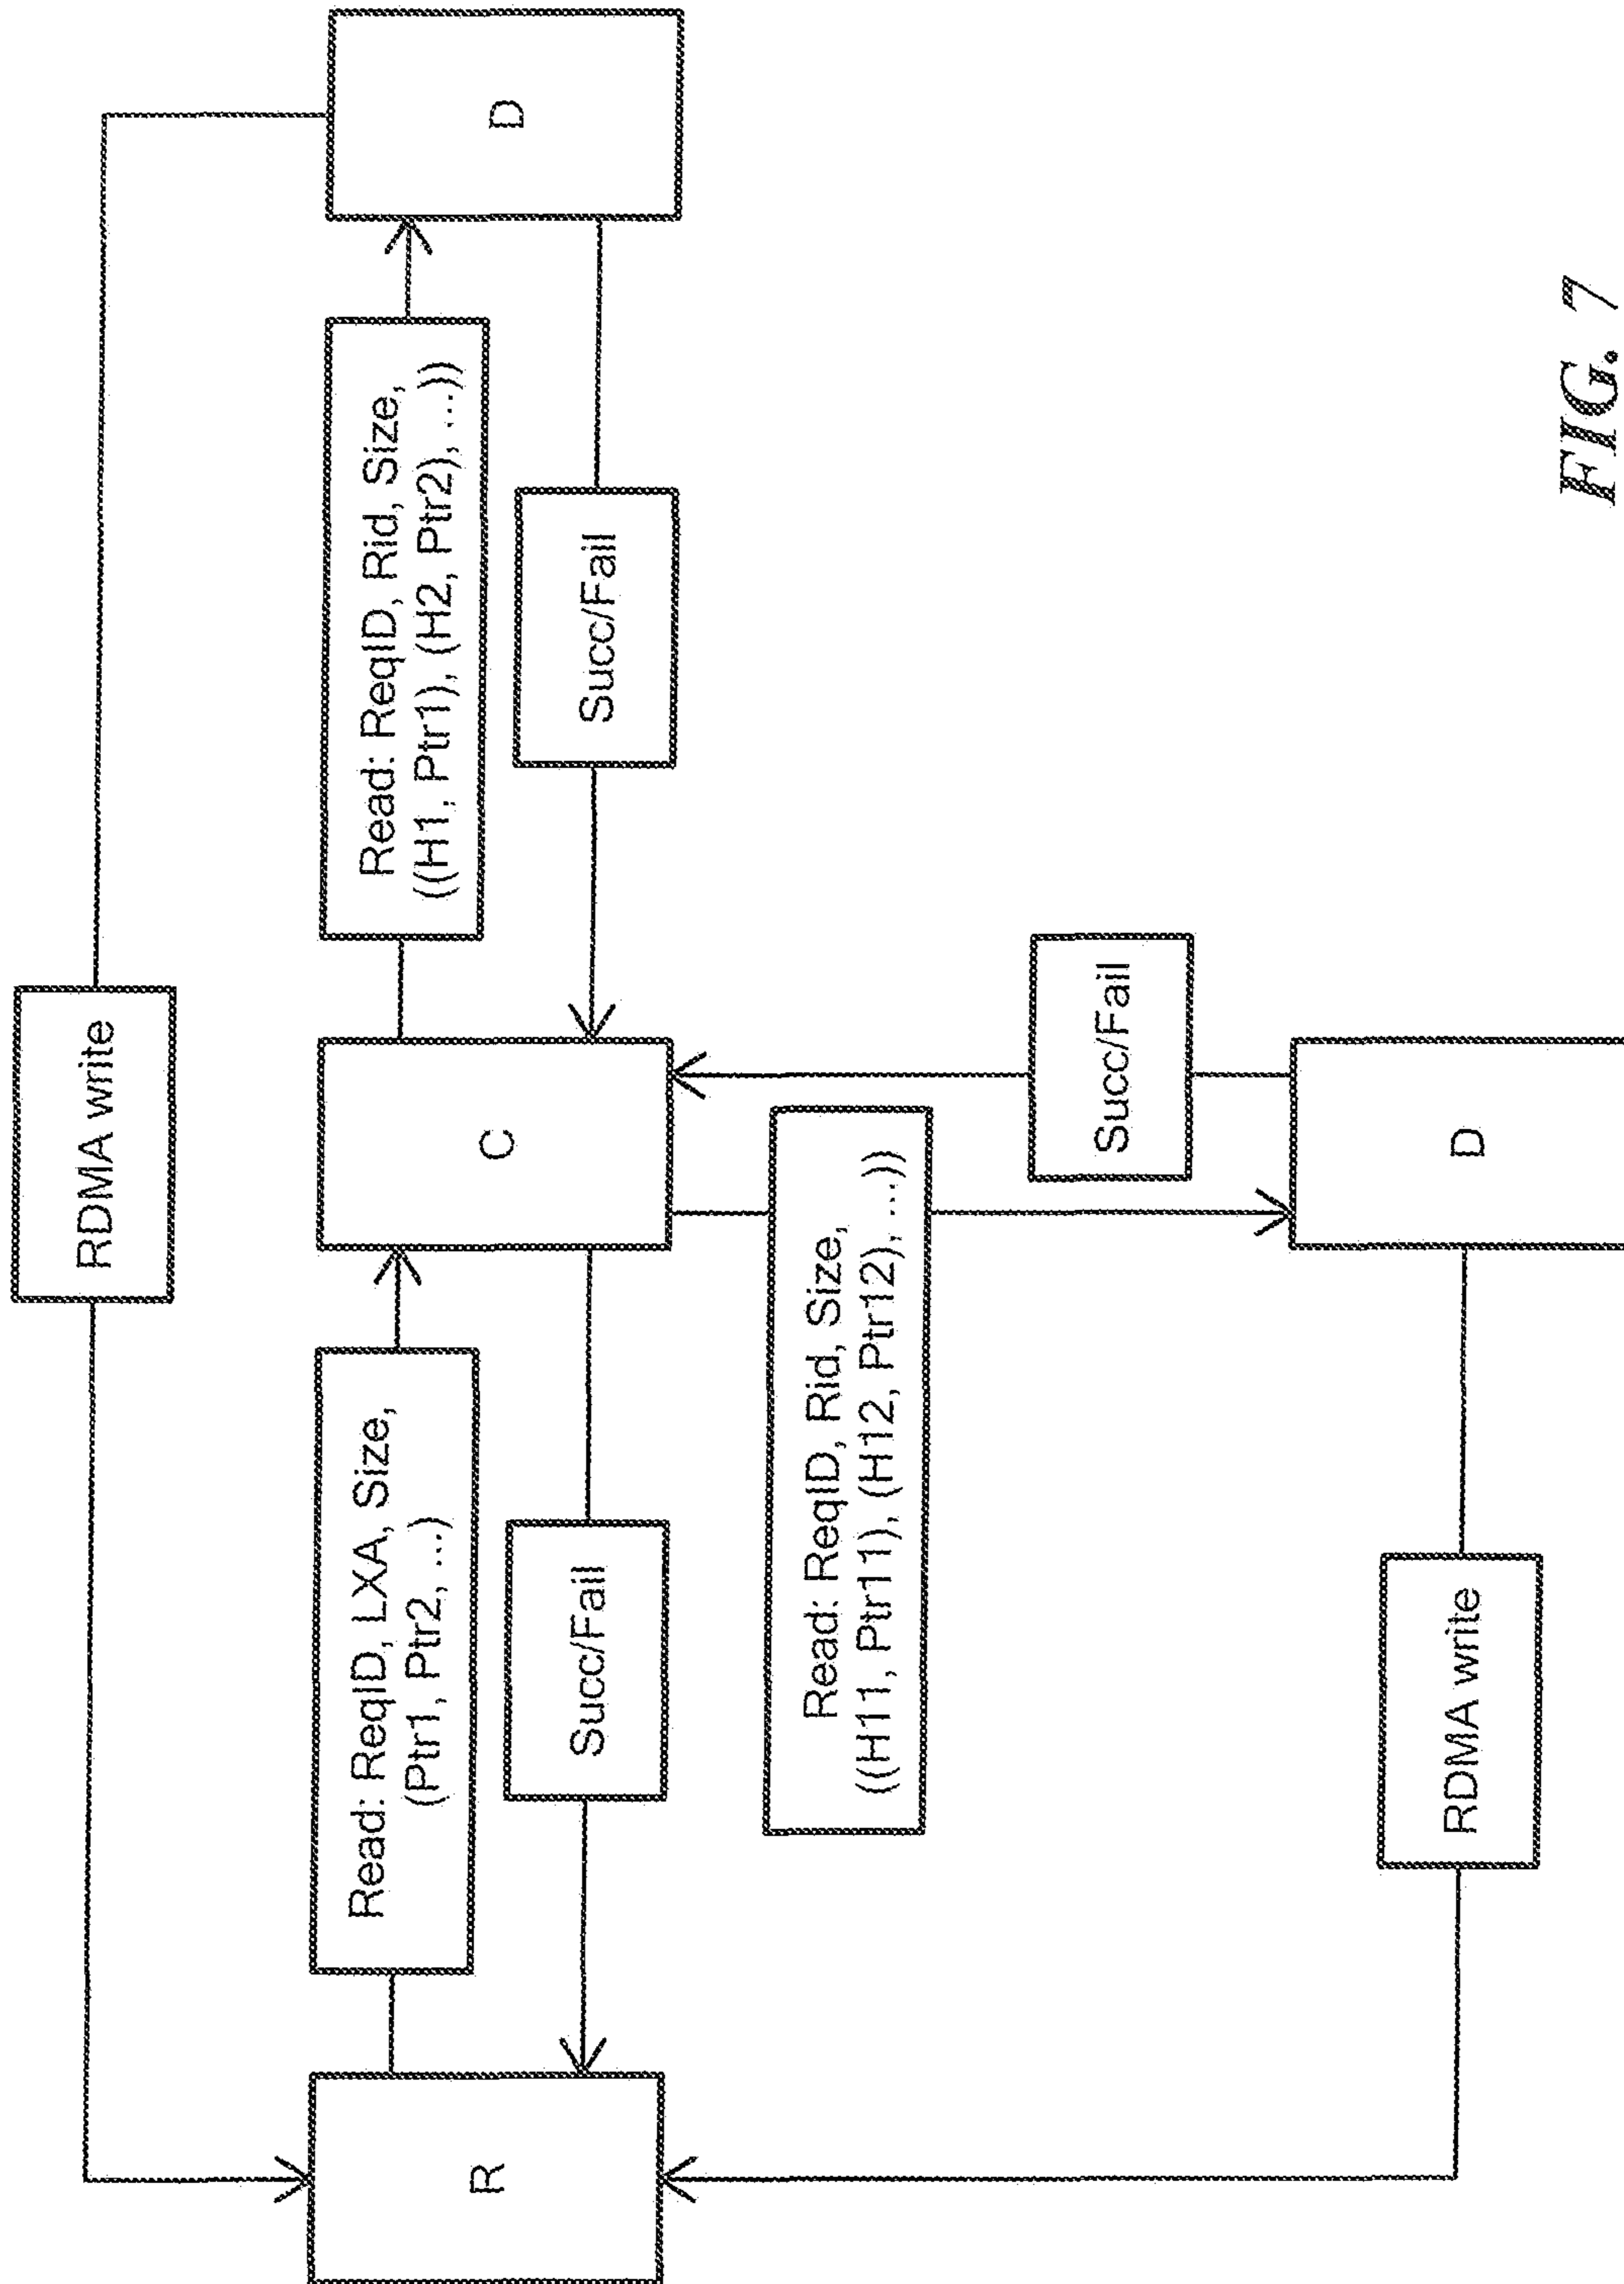 RDMA write
Read: ReqID, LXA, Size,
(Ptr1, Ptr2, ...)
Read: ReqID, Rid, Size,
((H1, Ptr1), (H2, Ptr2), ...))
R
C
D
Succ/Fail
Succ/Fail
Read: ReqID, Rid, Size,
((H11, Ptr11), (H12, Ptr12), ...))
Succ/Fail
RDMA write
D
FIG. 7